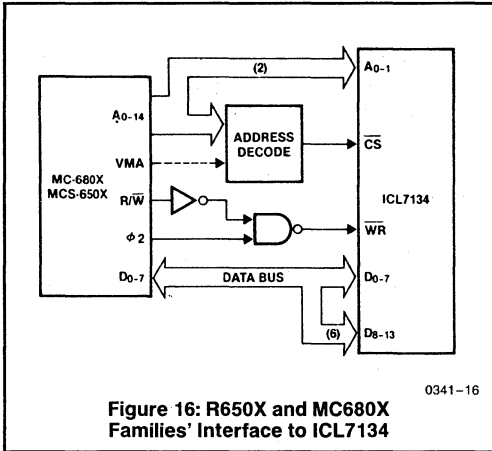 (2)
A0-1
A0-14
ADDRESS
DECODE
CS
VMA
MC-680X
MCS-650X
ICL7134
R/W
WR
φ2
D0-7
DATA BUS
D0-7
(6)
D8-13
0341-16
Figure 16: R650X and MC680X
Families' Interface to ICL7134